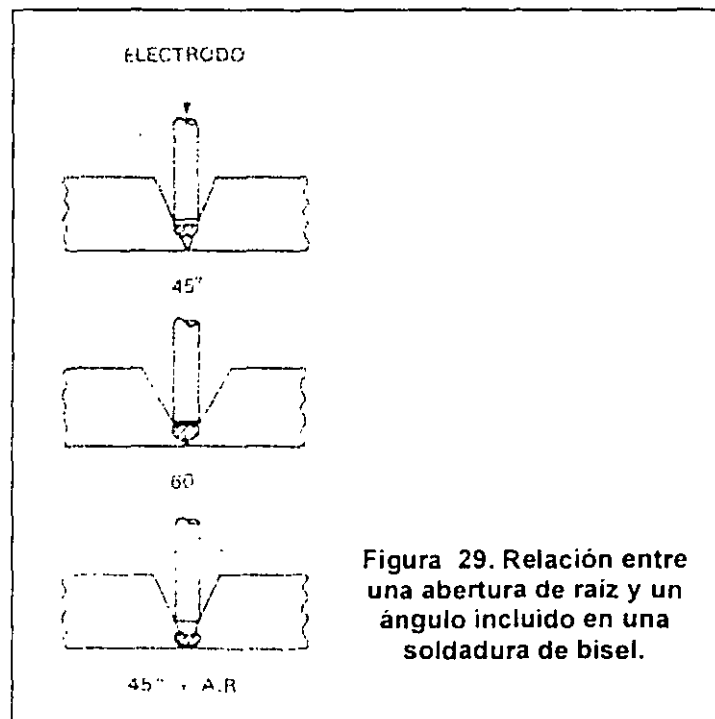 ELECTRODO
45°
60
45° + A.R
Figura 29. Relación entre
una abertura de raíz y un
ángulo incluido en una
soldadura de bisel.